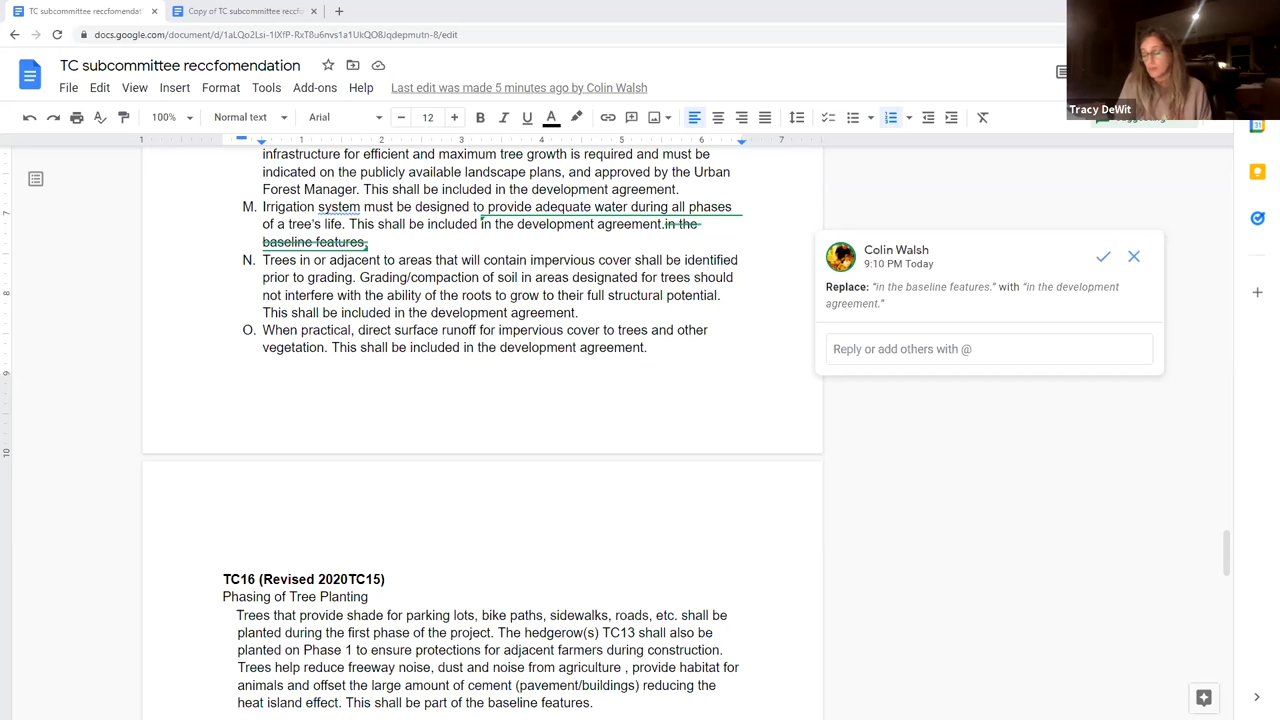 TC subcommittee reccfomendation
Copy of TC subcommittee reccfo
docs.google.com/document/d/1aLQo2Lsi-1IXfP-RxT8u6nvs1a1UkQO8Jqdepmutn-8/edit
TC subcommittee reccfomendation
File Edit View Insert Format Tools Add-ons Help Last edit was made 5 minutes ago by Colin Walsh
Tracy DeWit
100% Normal text Arial 12
1 1 2 3 4 5 6 7
infrastructure for efficient and maximum tree growth is required and must be
indicated on the publicly available landscape plans, and approved by the Urban
Forest Manager. This shall be included in the development agreement.
M. Irrigation system must be designed to provide adequate water during all phases
of a tree's life. This shall be included in the development agreement.in the
baseline features.
N. Trees in or adjacent to areas that will contain impervious cover shall be identified
prior to grading. Grading/compaction of soil in areas designated for trees should
not interfere with the ability of the roots to grow to their full structural potential.
This shall be included in the development agreement.
O. When practical, direct surface runoff for impervious cover to trees and other
vegetation. This shall be included in the development agreement.
Colin Walsh
9:10 PM Today
Replace: "in the baseline features." with "in the development
agreement."
Reply or add others with @
TC16 (Revised 2020TC15)
Phasing of Tree Planting
Trees that provide shade for parking lots, bike paths, sidewalks, roads, etc. shall be
planted during the first phase of the project. The hedgerow(s) TC13 shall also be
planted on Phase 1 to ensure protections for adjacent farmers during construction.
Trees help reduce freeway noise, dust and noise from agriculture , provide habitat for
animals and offset the large amount of cement (pavement/buildings) reducing the
heat island effect. This shall be part of the baseline features.